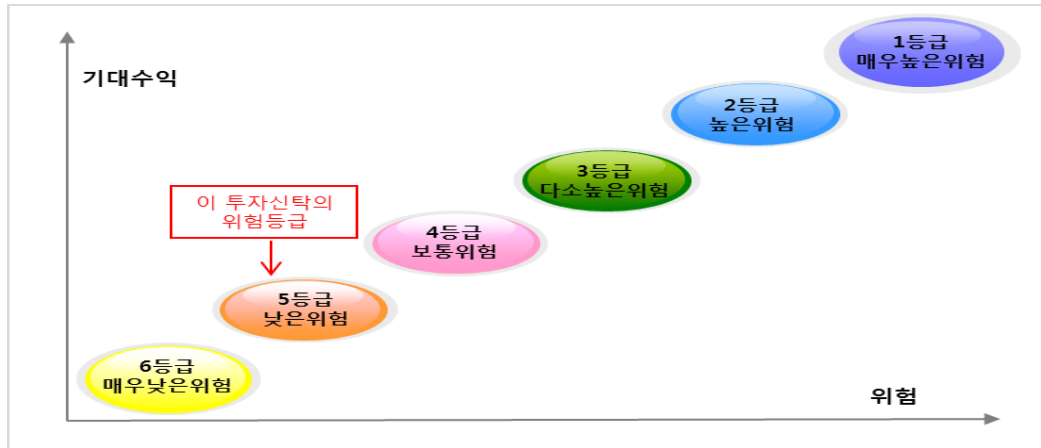 1등급
매우높은위험
기대수익
2등급
높은위험
3등급
다소높은위험
이 투자신탁의
위험등급
4등급
보통위험
5등급
낮은위험
6등급
매우낮은위험
위험